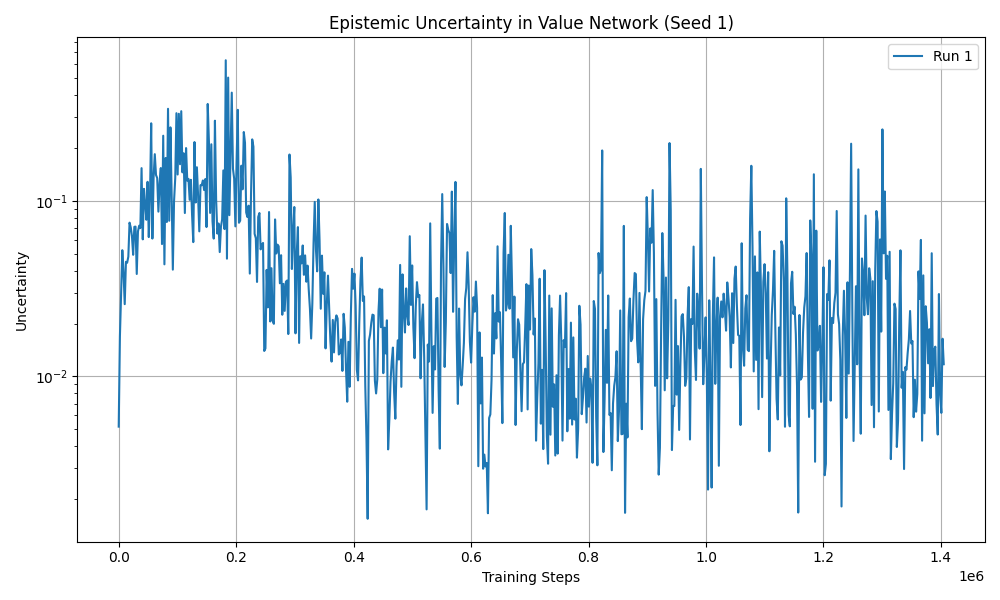 Epistemic Uncertainty in Value Network (Seed 1)
Run 1
Uncertainty
10⁻¹
10⁻²
0.0 0.2 0.4 0.6 0.8 1.0 1.2 1.4
1e6
Training Steps